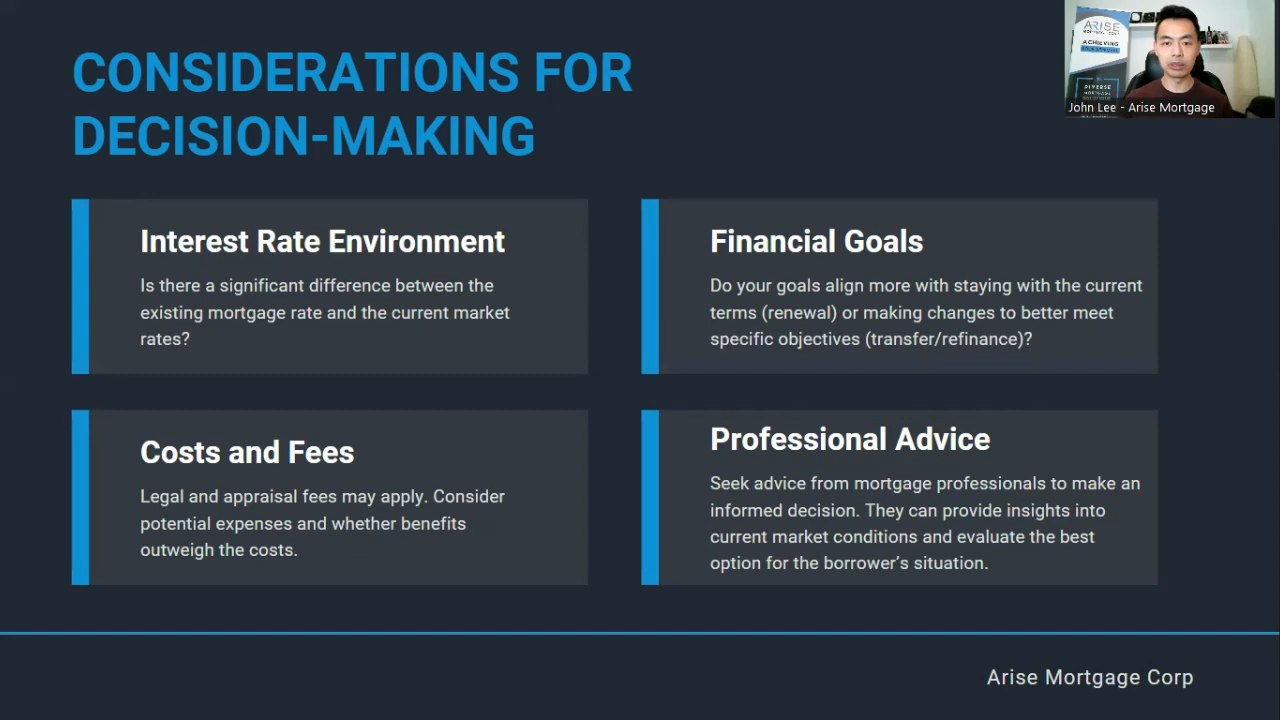 CONSIDERATIONS FOR
DECISION-MAKING
Interest Rate Environment
Is there a significant difference between the
existing mortgage rate and the current market
rates?
Financial Goals
Do your goals align more with staying with the current
terms (renewal) or making changes to better meet
specific objectives (transfer/refinance)?
Costs and Fees
Legal and appraisal fees may apply. Consider
potential expenses and whether benefits
outweigh the costs.
Professional Advice
Seek advice from mortgage professionals to make an
informed decision. They can provide insights into
current market conditions and evaluate the best
option for the borrower’s situation.
Arise Mortgage Corp
ARISE
ACHIEVING
DIVERSE
MORTGAGE
John Lee - Arise Mortgage